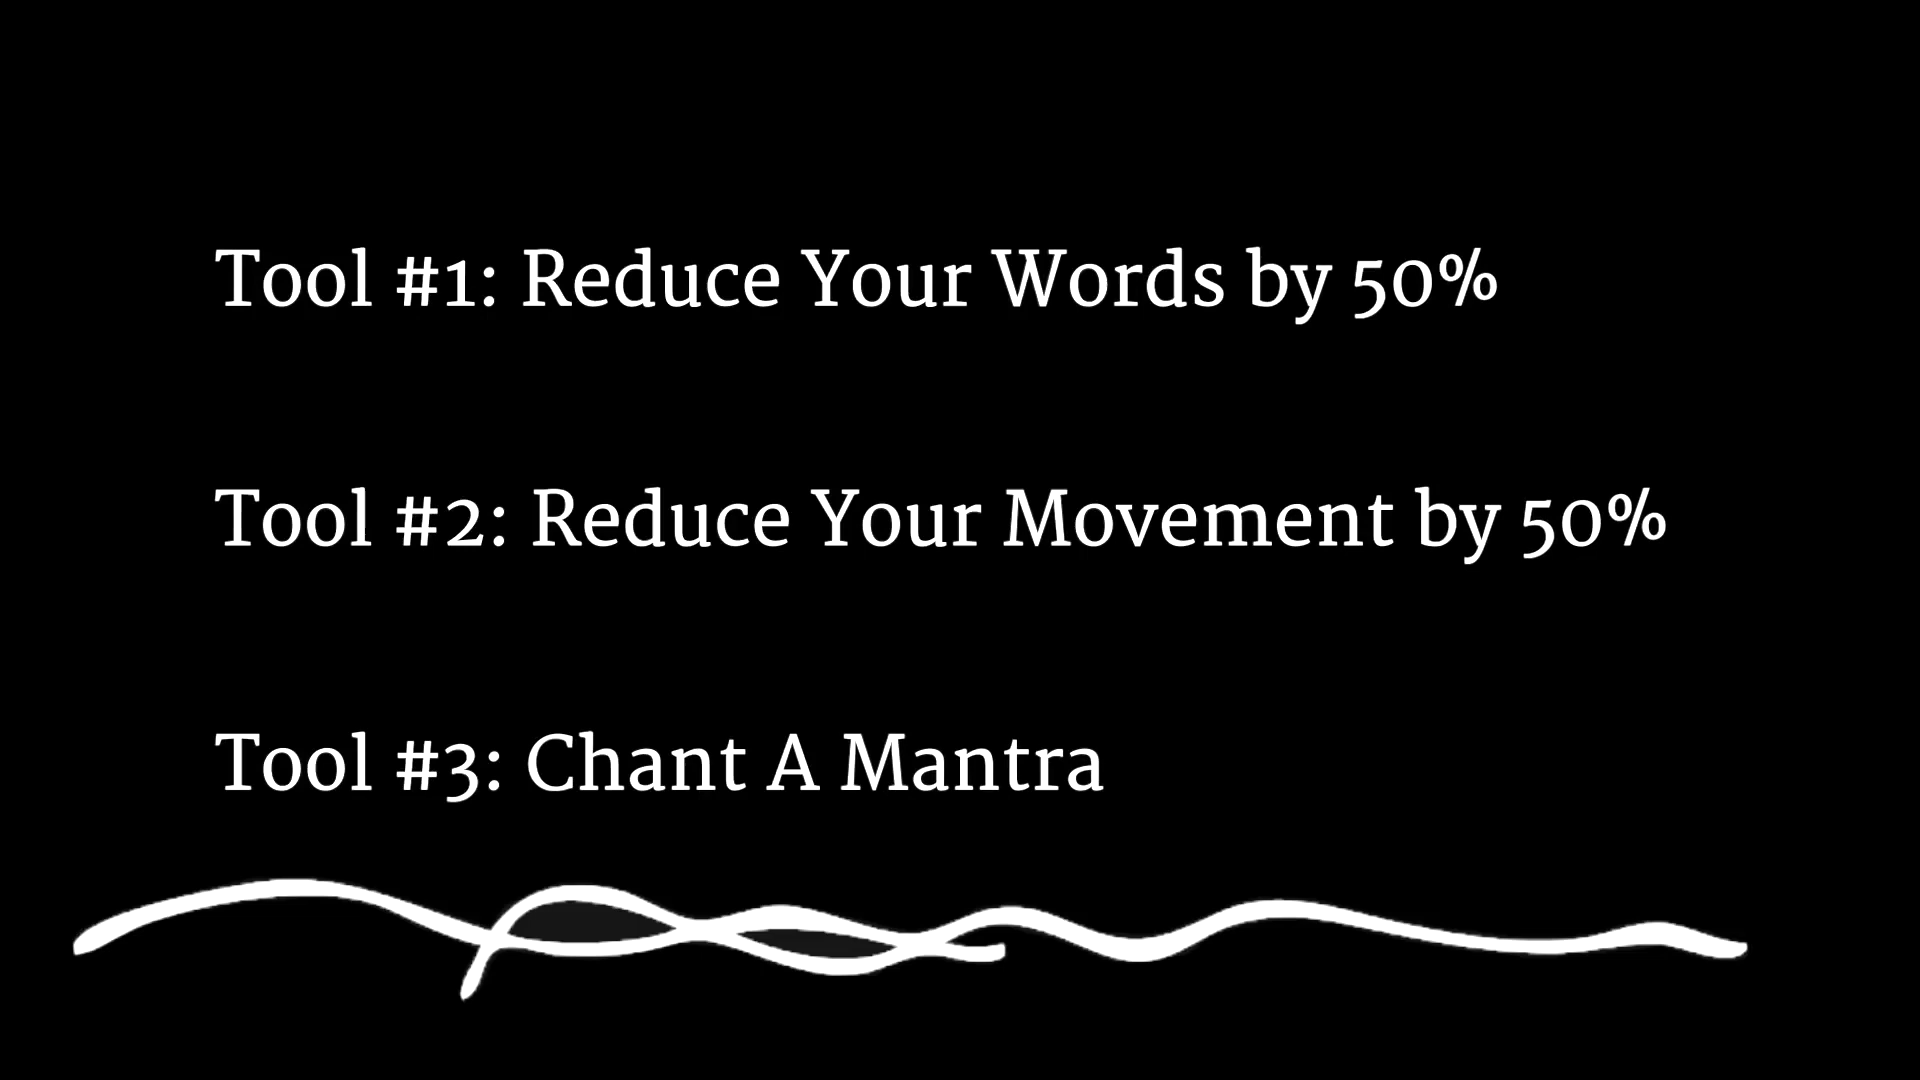 Tool #1: Reduce Your Words by 50%
Tool #2: Reduce Your Movement by 50%
Tool #3: Chant A Mantra